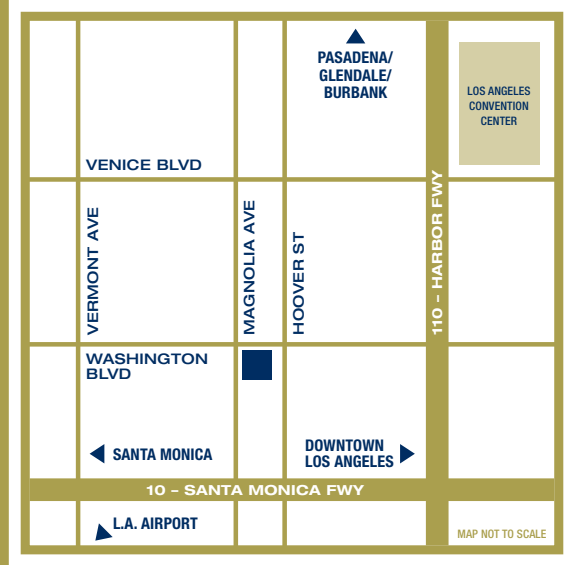 PASADENA/
GLENDALE/
BURBANK
LOS ANGELES
CONVENTION
CENTER
VENICE BLVD
VERMONT AVE
MAGNOLIA AVE
HOOVER ST
110 - HARBOR FWY
WASHINGTON
BLVD
SANTA MONICA
DOWNTOWN
LOS ANGELES
10 - SANTA MONICA FWY
L.A. AIRPORT
MAP NOT TO SCALE